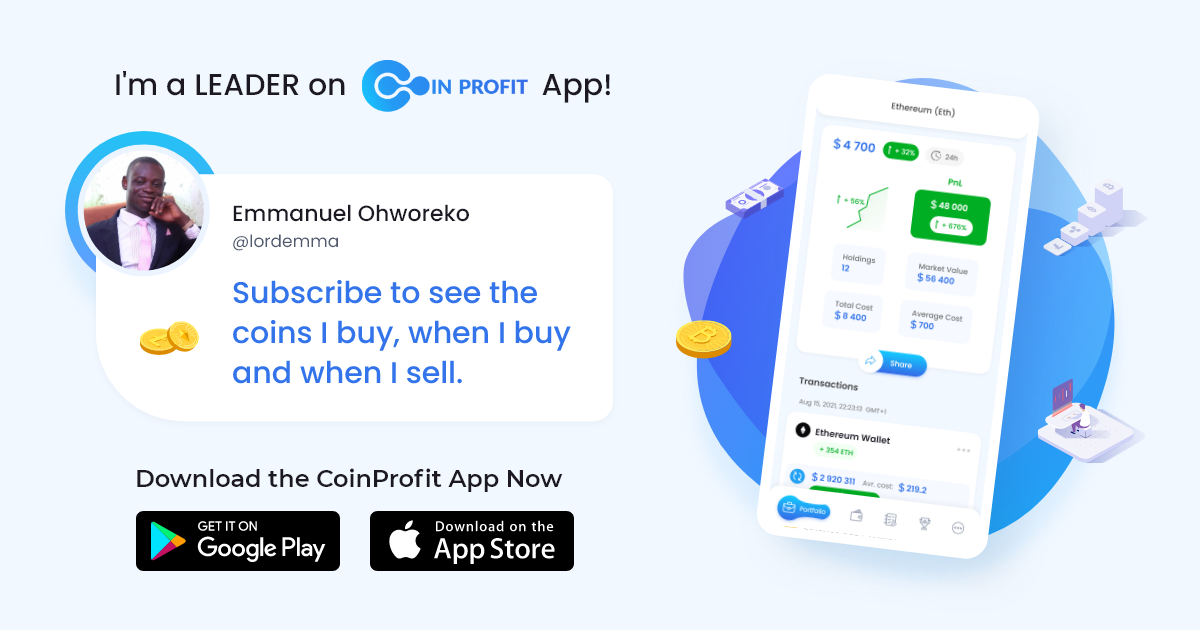 I'm a LEADER on COIN PROFIT App!
Emmanuel Ohworeko
@lordemma
Subscribe to see the
coins I buy, when I buy
and when I sell.
Download the CoinProfit App Now
GET IT ON
Google Play
Download on the
App Store
Ethereum (Eth)
$ 4 700
+ 32%
24h
PnL
+ 56%
$ 48 000
+ 676%
Holdings
12
Market Value
$ 56 400
Total Cost
$ 8 400
Average Cost
$ 700
Share
Transactions
Aug 15, 2021, 22:23:13 GMT+1
Ethereum Wallet
+ 354 ETH
$ 2 920 311 Avr. cost: $ 219.2
Portfolio